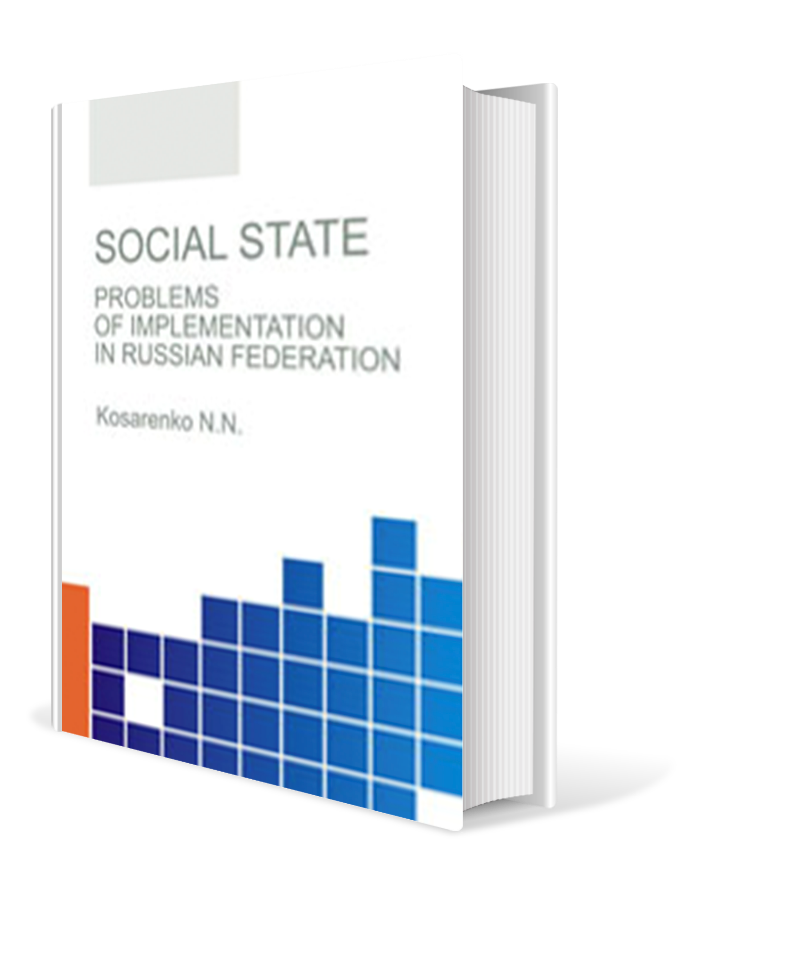 SOCIAL STATE
PROBLEMS
OF IMPLEMENTATION
IN RUSSIAN FEDERATION
Kosarenko N.N.